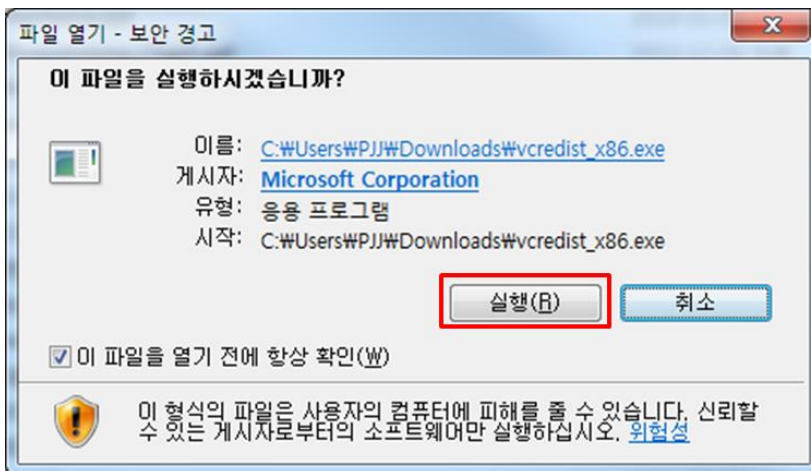 파일 열기 - 보안 경고
이 파일을 실행하시겠습니까?
이름: C:₩Users₩PJJ₩Downloads₩vcredist_x86.exe
게시자: Microsoft Corporation
유형: 응용 프로그램
시작: C:₩Users₩PJJ₩Downloads₩vcredist_x86.exe
실행(R) 취소
이 파일을 열기 전에 항상 확인(W)
이 형식의 파일은 사용자의 컴퓨터에 피해를 줄 수 있습니다. 신뢰할
수 있는 게시자로부터의 소프트웨어만 실행하십시오. 위험성